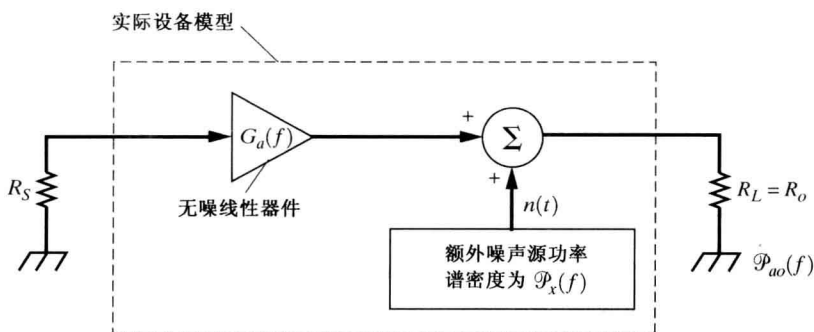 实际设备模型
G_a(f)
+
Σ
R_S
无噪线性器件
+
n(t)
R_L = R_o
额外噪声源功率
谱密度为 𝒫_x(f)
𝒫_ao(f)